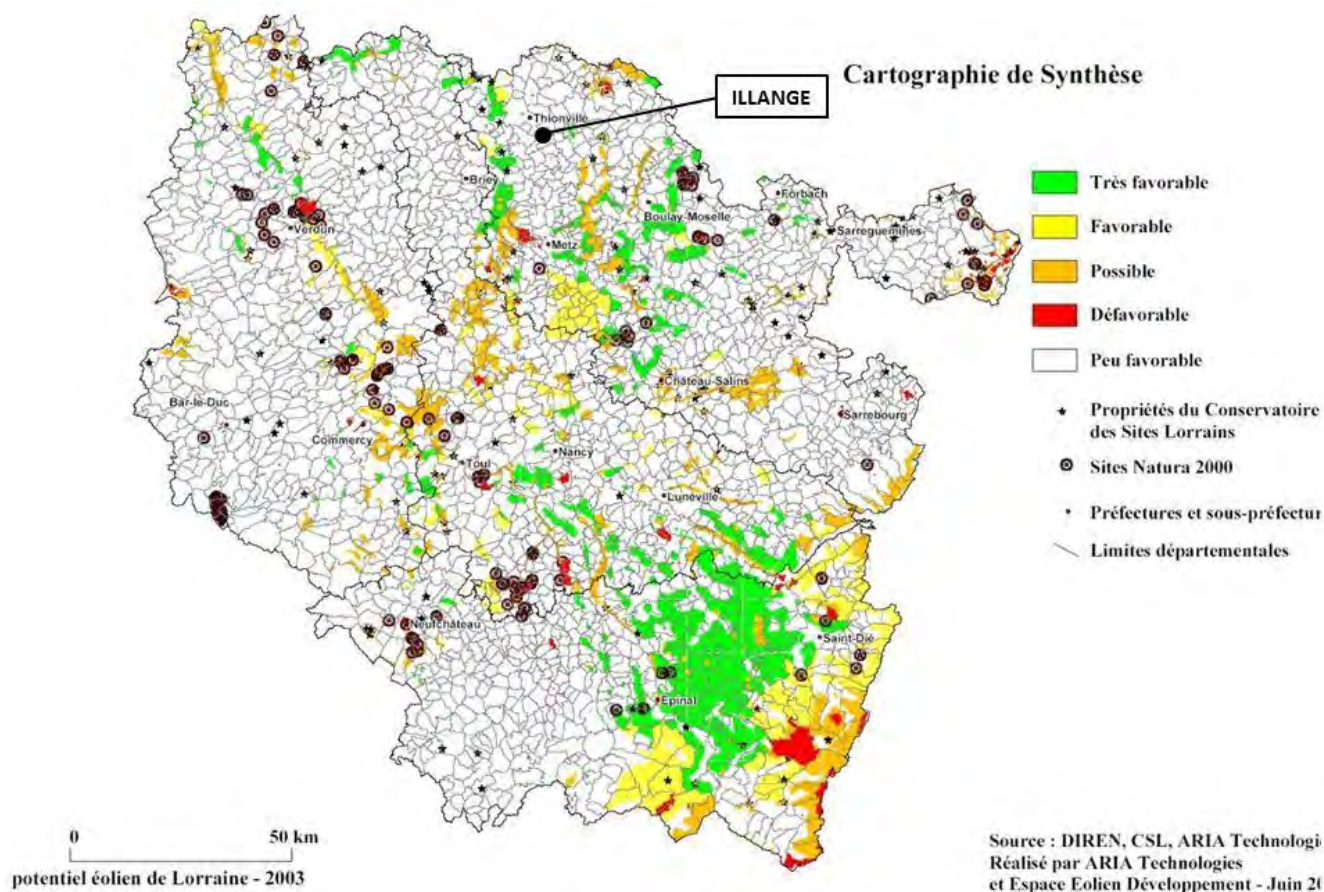 Cartographie de Synthèse
ILLANGE
Thionville
Briey
Forbach
Boulay-Moselle
Sarreguemines
Verdun
Metz
Château-Salins
Bar-le-Duc
Sarrebourg
Commercy
Nancy
Toul
Lunéville
Neufchâteau
Saint-Dié
Epinal
Très favorable
Favorable
Possible
Défavorable
Peu favorable
Propriétés du Conservatoire
des Sites Lorrains
Sites Natura 2000
Préfectures et sous-préfectur
Limites départementales
0 50 km
potentiel éolien de Lorraine - 2003
Source : DIREN, CSL, ARIA Technologi
Réalisé par ARIA Technologies
et Espace Eolien Développement - Juin 20